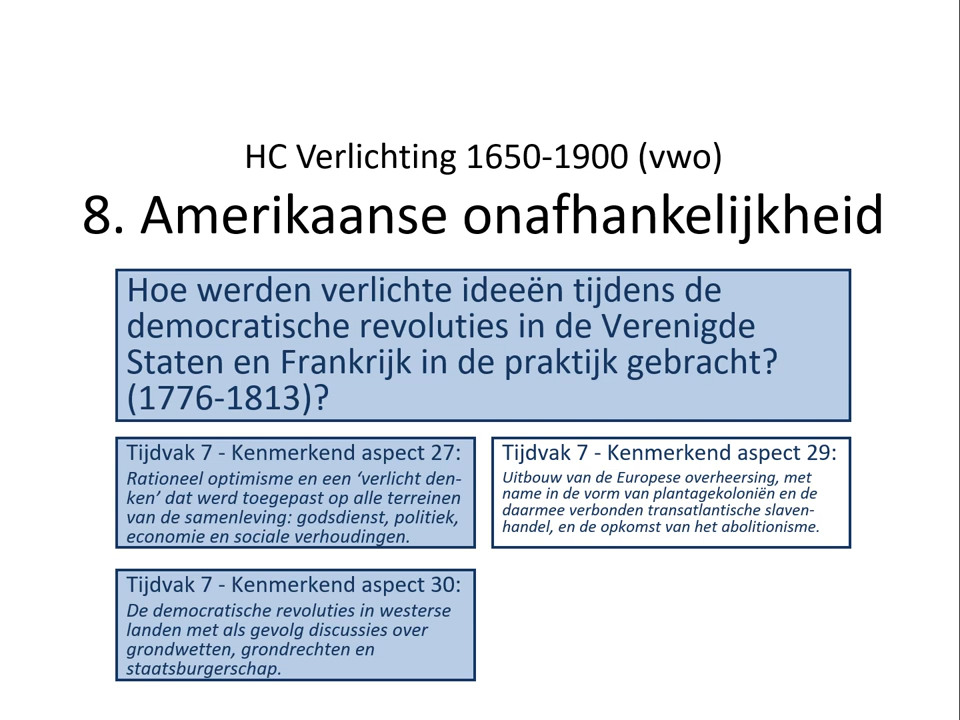 HC Verlichting 1650-1900 (vwo)
8. Amerikaanse onafhankelijkheid
Hoe werden verlichte ideeën tijdens de
democratische revoluties in de Verenigde
Staten en Frankrijk in de praktijk gebracht?
(1776-1813)?
Tijdvak 7 - Kenmerkend aspect 27:
Rationeel optimisme en een ‘verlicht den-
ken’ dat werd toegepast op alle terreinen
van de samenleving: godsdienst, politiek,
economie en sociale verhoudingen.
Tijdvak 7 - Kenmerkend aspect 29:
Uitbouw van de Europese overheersing, met
name in de vorm van plantagekoloniën en de
daarmee verbonden transatlantische slaven-
handel, en de opkomst van het abolitionisme.
Tijdvak 7 - Kenmerkend aspect 30:
De democratische revoluties in westerse
landen met als gevolg discussies over
grondwetten, grondrechten en
staatsburgerschap.